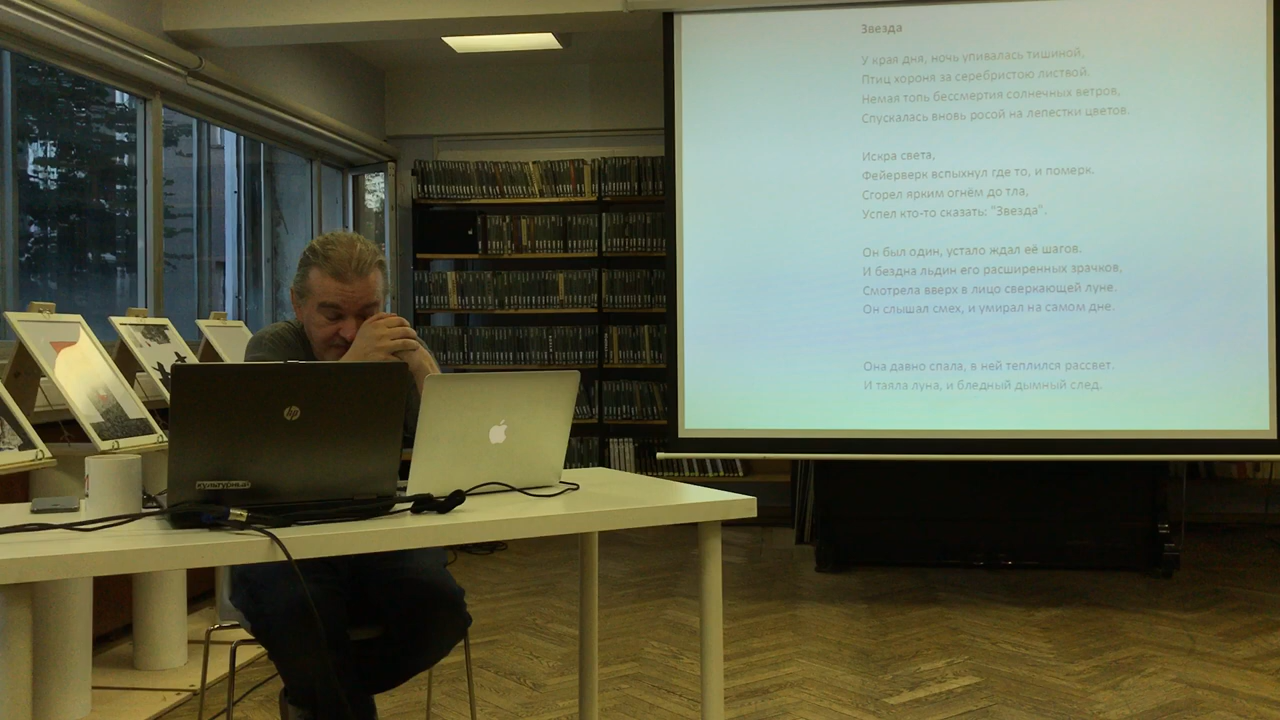 Звезда
У края дня, ночь упивалась тишиной,
Птиц хороня за серебристою листвой.
Немая топь бессмертия солнечных ветров,
Спускалась вновь росой на лепестки цветов.
Искра света,
Фейерверк вспыхнул где то, и померк.
Сгорел ярким огнём до тла,
Успел кто-то сказать: "Звезда".
Он был один, устало ждал её шагов.
И бездна льдин его расширенных зрачков,
Смотрела вверх в лицо сверкающей луне.
Он слышал смех, и умирал на самом дне.
Она давно спала, в ней теплился рассвет.
И таяла луна, и бледный дымный след.
hp